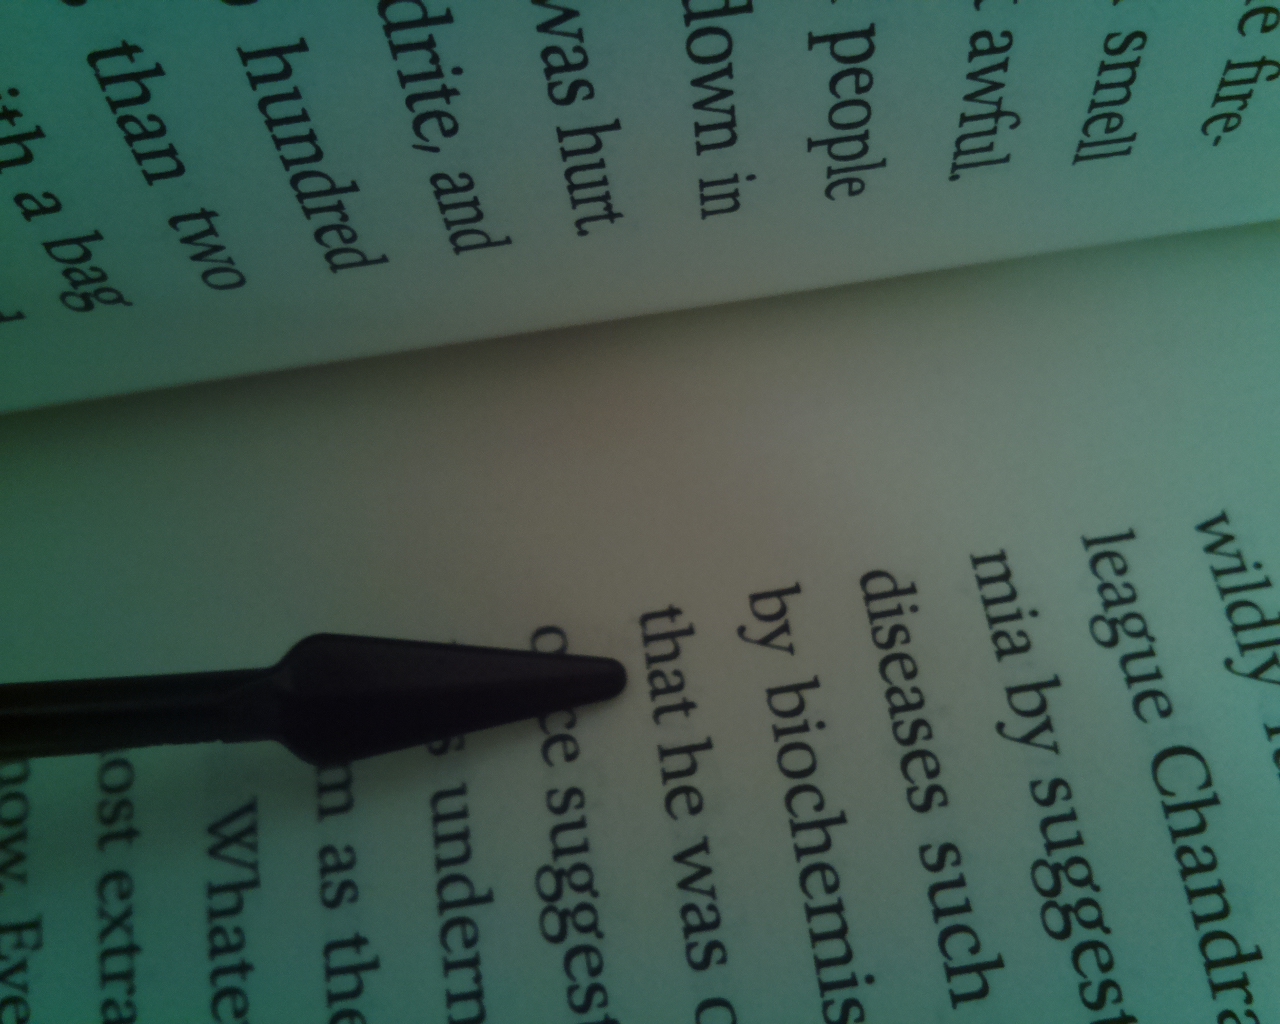 fire-
smell
awful,
people
down in
was hurt.
drite, and
hundred
than two
ith a bag
wildly
league Chandra
mia by suggest
diseases such
by biochemis
that he was c
ce suggest
s undern
m as the
Whate
ost extra
now. Eve